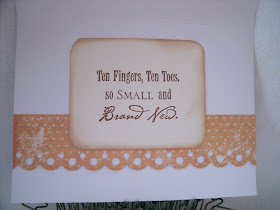 Ten Fingers, Ten Toes,
so SMALL and
Brand New.